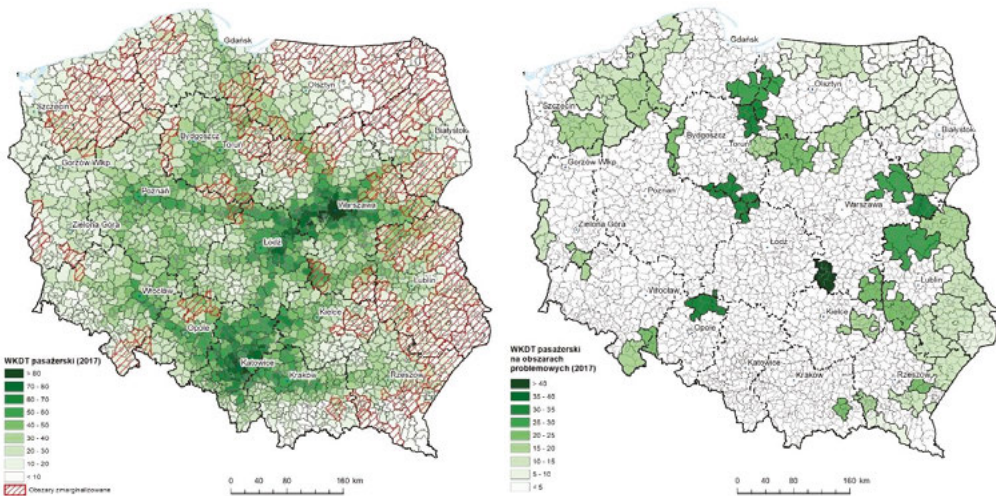 Gdańsk
Olsztyn
Szczecin
Białystok
Bydgoszcz
Toruń
Gorzów Wlkp
Poznań
Warszawa
Zielona Góra
Łódź
Lublin
Wrocław
Kielce
Opole
Katowice
Kraków
Rzeszów
WKDT pasażerski (2017)
> 80
70 - 80
60 - 70
50 - 60
40 - 50
30 - 40
20 - 30
10 - 20
< 10
Obszary zmarginalizowane
0 40 80 160 km
Gdańsk
Olsztyn
Szczecin
Białystok
Bydgoszcz
Toruń
Gorzów Wlkp
Poznań
Warszawa
Zielona Góra
Łódź
Lublin
Wrocław
Kielce
Opole
Katowice
Kraków
Rzeszów
WKDT pasażerski
na obszarach
problemowych (2017)
> 40
35 - 40
30 - 35
25 - 30
20 - 25
15 - 20
10 - 15
5 - 10
< 5
0 40 80 160 km